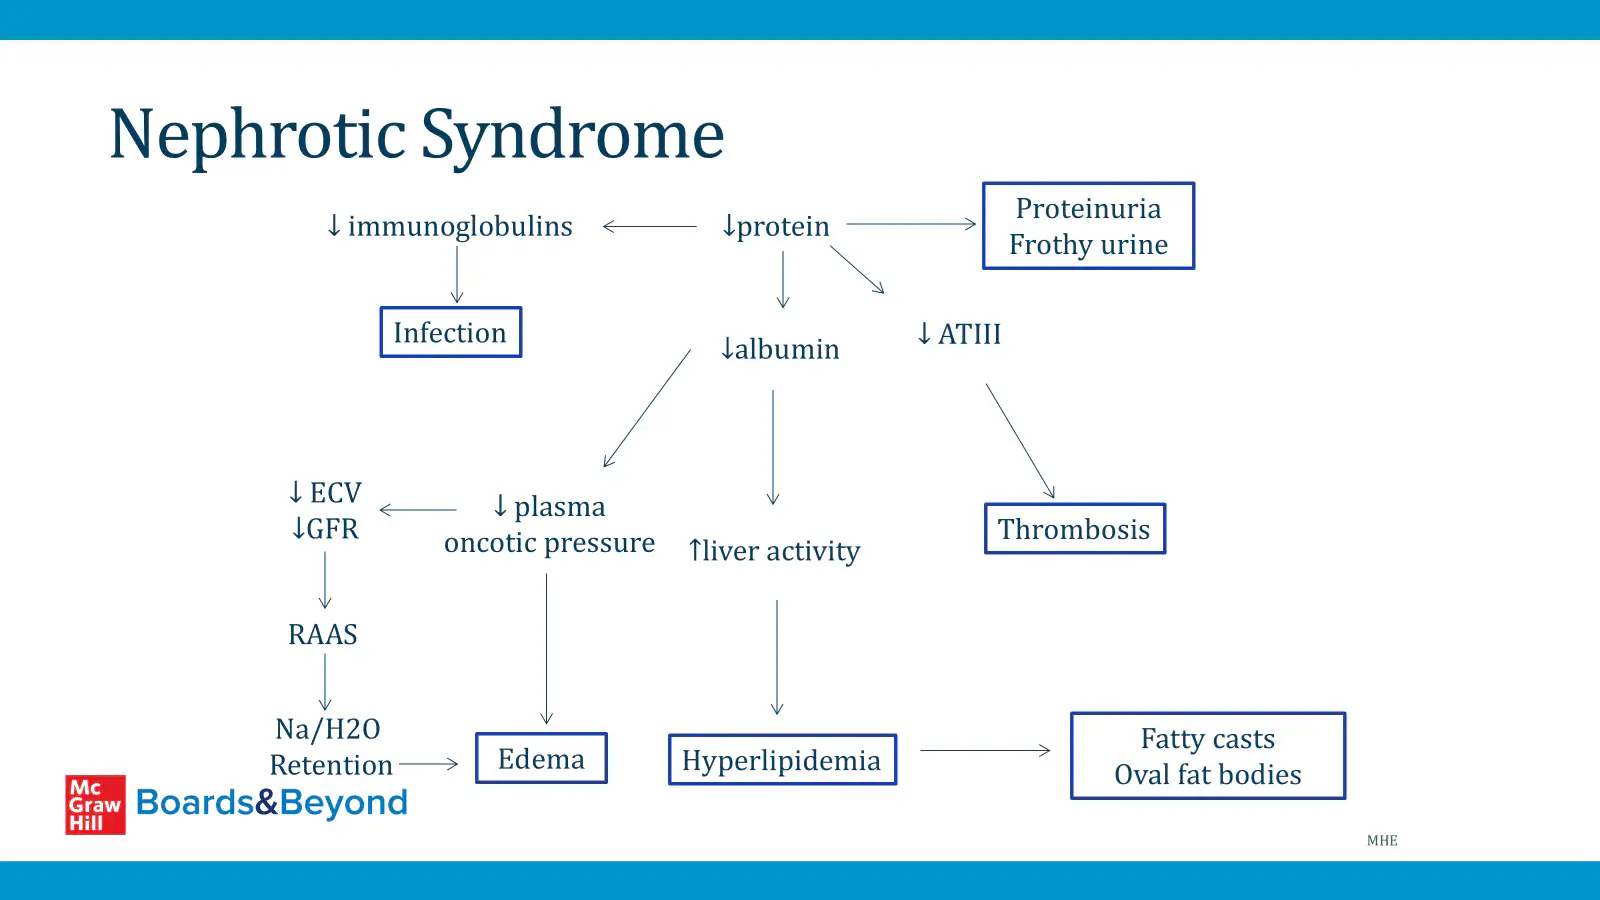 Nephrotic Syndrome
↓ immunoglobulins
↓protein
Proteinuria
Frothy urine
Infection
↓albumin
↓ ATIII
↓ ECV
↓GFR
↓ plasma
oncotic pressure
↑liver activity
Thrombosis
RAAS
Na/H2O
Retention
Edema
Hyperlipidemia
Fatty casts
Oval fat bodies
Mc
Graw
Hill
Boards&Beyond
MHE